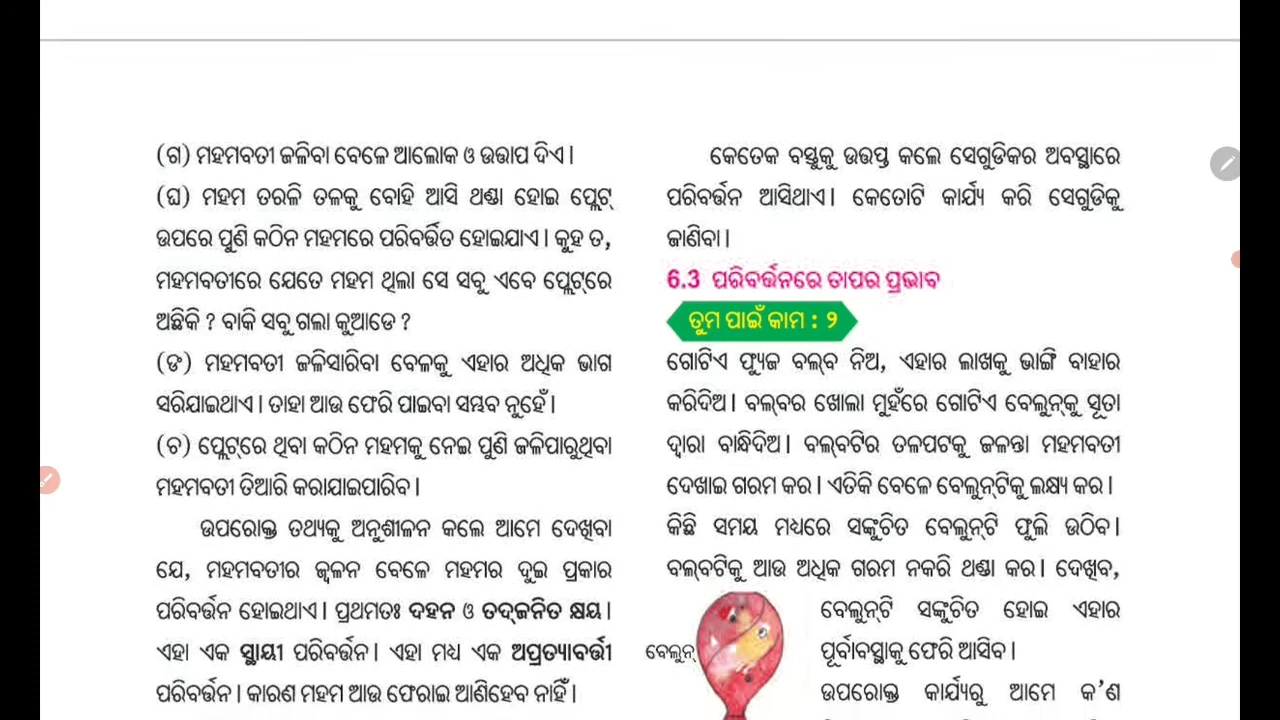 (ଗ) ମହମବତୀ ଜଳିବା ବେଳେ ଆଲୋକ ଓ ଉତ୍ତାପ ଦିଏ।
(ଘ) ମହମ ତରଳି ତଳକୁ ବୋହି ଆସି ଥଣ୍ଡା ହୋଇ ପ୍ଲେଟ୍
ଉପରେ ପୁଣି କଠିନ ମହମରେ ପରିବର୍ତ୍ତିତ ହୋଇଯାଏ। କୁହ ତ,
ମହମବତୀରେ ଯେତେ ମହମ ଥିଲା ସେ ସବୁ ଏବେ ପ୍ଲେଟ୍‌ରେ
ଅଛିକି ? ବାକି ସବୁ ଗଲା କୁଆଡେ ?
(ଙ) ମହମବତୀ ଜଳିସାରିବା ବେଳକୁ ଏହାର ଅଧିକ ଭାଗ
ସରିଯାଇଥାଏ। ତାହା ଆଉ ଫେରି ପାଇବା ସମ୍ଭବ ନୁହେଁ।
(ଚ) ପ୍ଲେଟ୍‌ରେ ଥିବା କଠିନ ମହମକୁ ନେଇ ପୁଣି ଜଳିପାରୁଥିବା
ମହମବତୀ ତିଆରି କରାଯାଇପାରିବ।
ଉପରୋକ୍ତ ତଥ୍ୟକୁ ଅନୁଶୀଳନ କଲେ ଆମେ ଦେଖିବା
ଯେ, ମହମବତୀର ଜ୍ଵଳନ ବେଳେ ମହମର ଦୁଇ ପ୍ରକାର
ପରିବର୍ତ୍ତନ ହୋଇଥାଏ। ପ୍ରଥମତଃ ଦହନ ଓ ତଦ୍‌ଜନିତ କ୍ଷୟ।
ଏହା ଏକ ସ୍ଥାୟୀ ପରିବର୍ତ୍ତନ। ଏହା ମଧ୍ୟ ଏକ ଅପ୍ରତ୍ୟାବର୍ତ୍ତୀ
ପରିବର୍ତ୍ତନ। କାରଣ ମହମ ଆଉ ଫେରାଇ ଆଣିହେବ ନାହିଁ।
କେତେକ ବସ୍ତୁକୁ ଉତ୍ତପ୍ତ କଲେ ସେଗୁଡିକର ଅବସ୍ଥାରେ
ପରିବର୍ତ୍ତନ ଆସିଥାଏ। କେତୋଟି କାର୍ଯ୍ୟ କରି ସେଗୁଡିକୁ
ଜାଣିବା।
6.3 ପରିବର୍ତ୍ତନରେ ତାପର ପ୍ରଭାବ
ତୁମ ପାଇଁ କାମ : ୨
ଗୋଟିଏ ଫ୍ୟୁଜ ବଲ୍‌ବ ନିଅ, ଏହାର ଲାଖକୁ ଭାଙ୍ଗି ବାହାର
କରିଦିଅ। ବଲ୍‌ବର ଖୋଲା ମୁହଁରେ ଗୋଟିଏ ବେଲୁନ୍‌କୁ ସୂତା
ଦ୍ୱାରା ବାନ୍ଧିଦିଅ। ବଲ୍‌ବଟିର ତଳପଟକୁ ଜଳନ୍ତା ମହମବତୀ
ଦେଖାଇ ଗରମ କର। ଏତିକି ବେଳେ ବେଲୁନ୍‌ଟିକୁ ଲକ୍ଷ୍ୟ କର।
କିଛି ସମୟ ମଧ୍ୟରେ ସଙ୍କୁଚିତ ବେଲୁନ୍‌ଟି ଫୁଲି ଉଠିବ।
ବଲ୍‌ବଟିକୁ ଆଉ ଅଧିକ ଗରମ ନକରି ଥଣ୍ଡା କର। ଦେଖିବ,
ବେଲୁନ୍‌ଟି ସଙ୍କୁଚିତ ହୋଇ ଏହାର
ବେଲୁନ୍
ପୂର୍ବାବସ୍ଥାକୁ ଫେରି ଆସିବ।
ଉପରୋକ୍ତ କାର୍ଯ୍ୟରୁ ଆମେ କ’ଣ